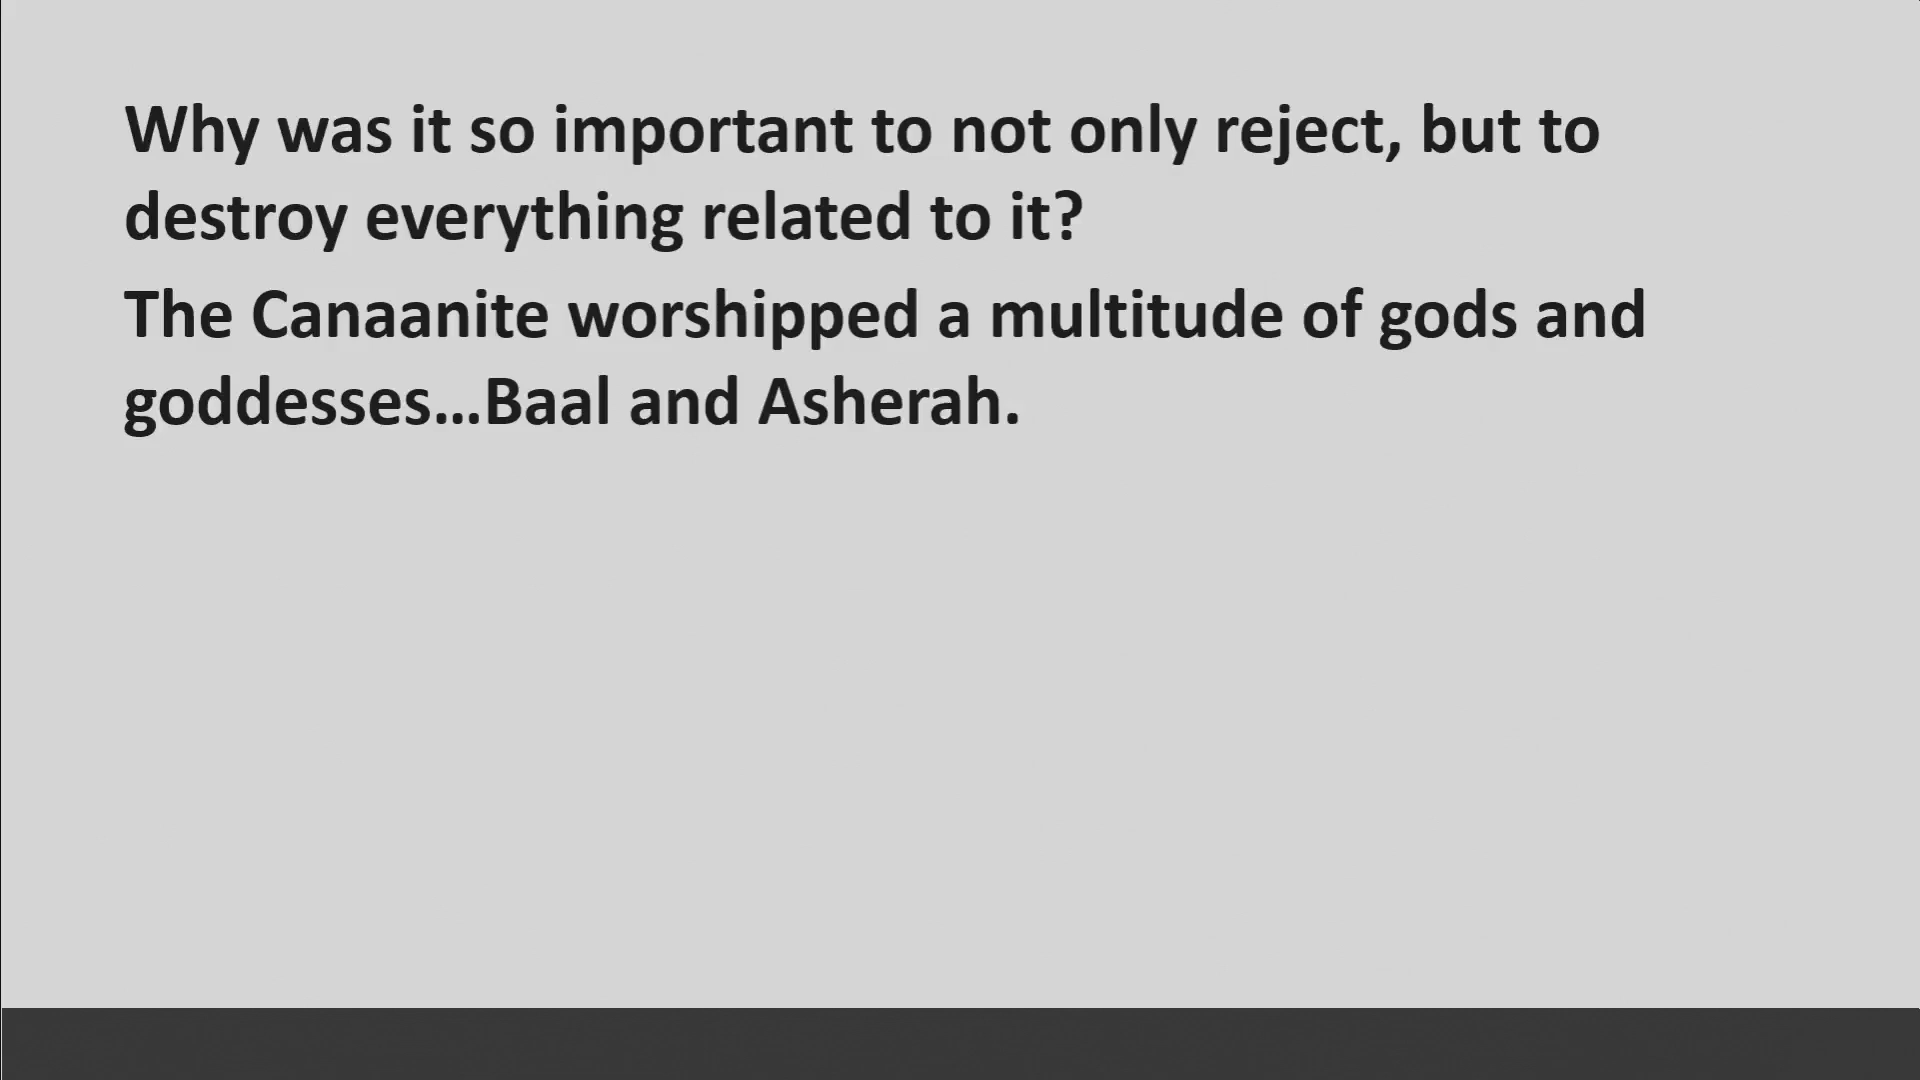 Why was it so important to not only reject, but to
destroy everything related to it?
The Canaanite worshipped a multitude of gods and
goddesses...Baal and Asherah.